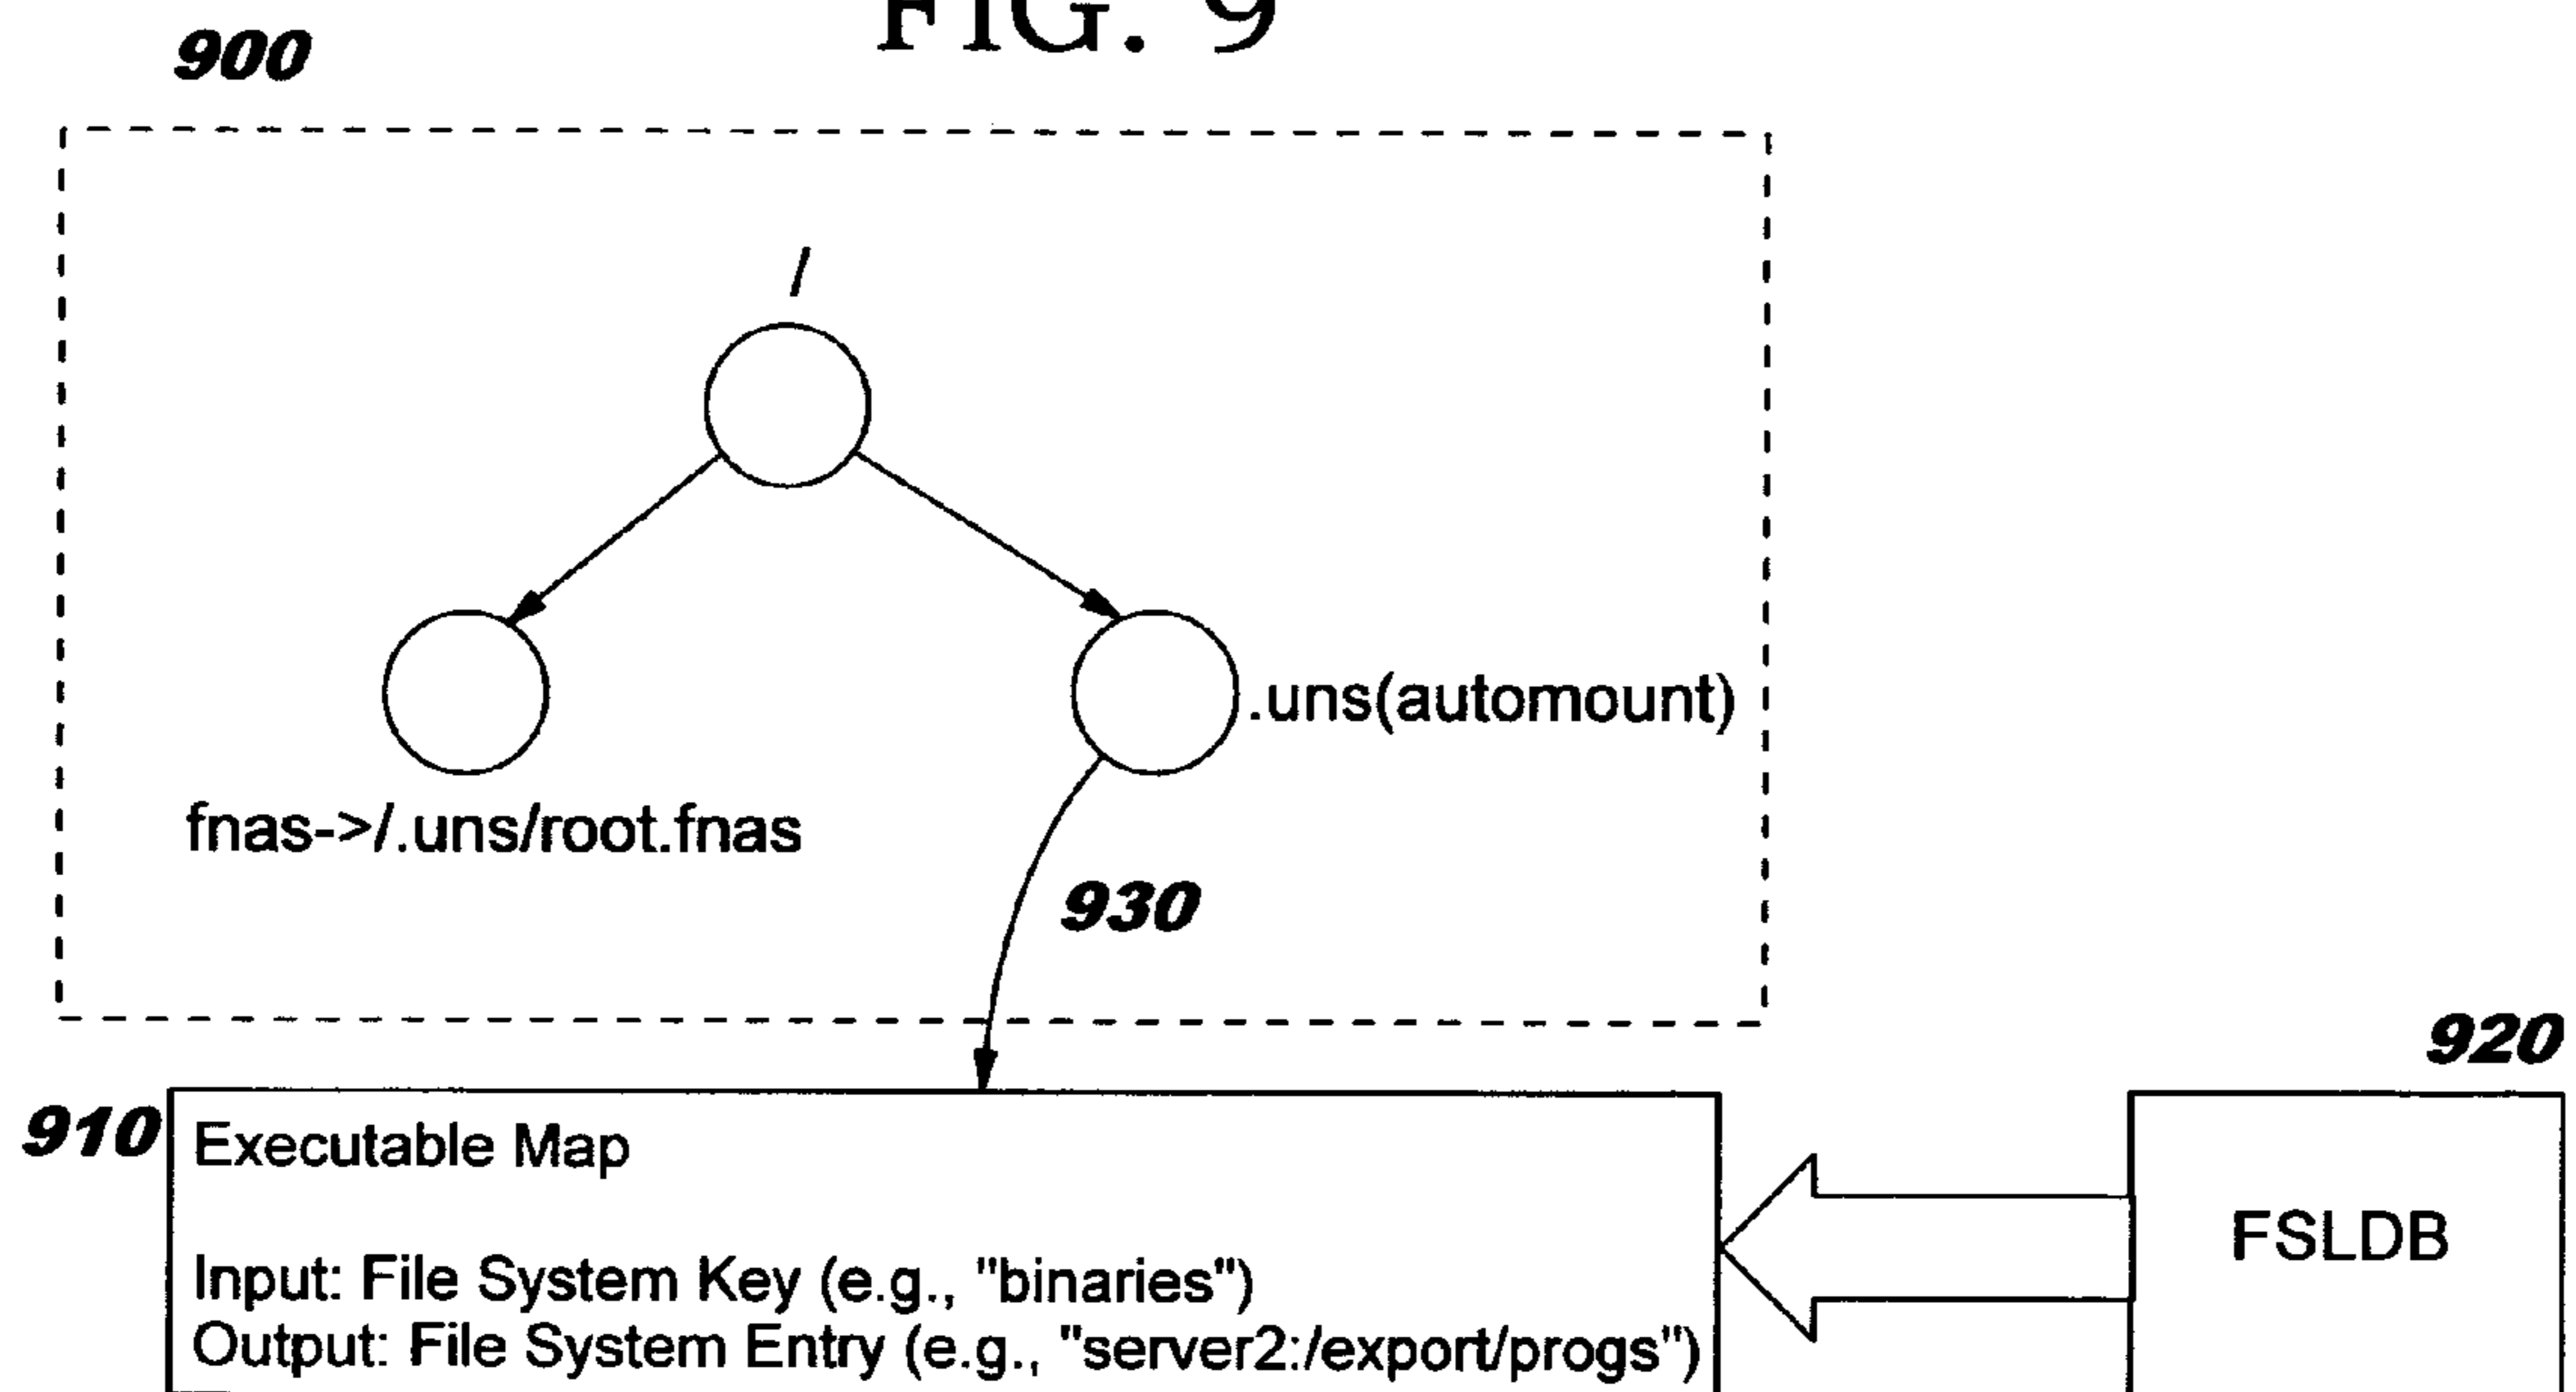 FIG. 9
900
/
.uns(automount)
fnas->/.uns/root.fnas
930
920
910
Executable Map
Input: File System Key (e.g., "binaries")
Output: File System Entry (e.g., "server2:/export/progs")
FSLDB